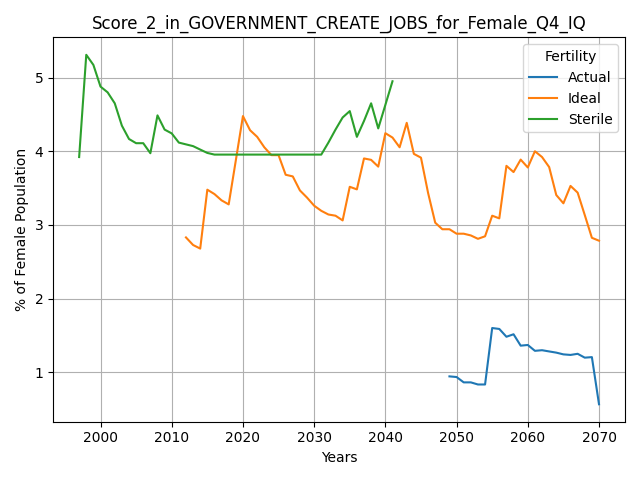 Score_2_in_GOVERNMENT_CREATE_JOBS_for_Female_Q4_IQ
Fertility
Actual
Ideal
Sterile
% of Female Population
5
4
3
2
1
2000 2010 2020 2030 2040 2050 2060 2070
Years